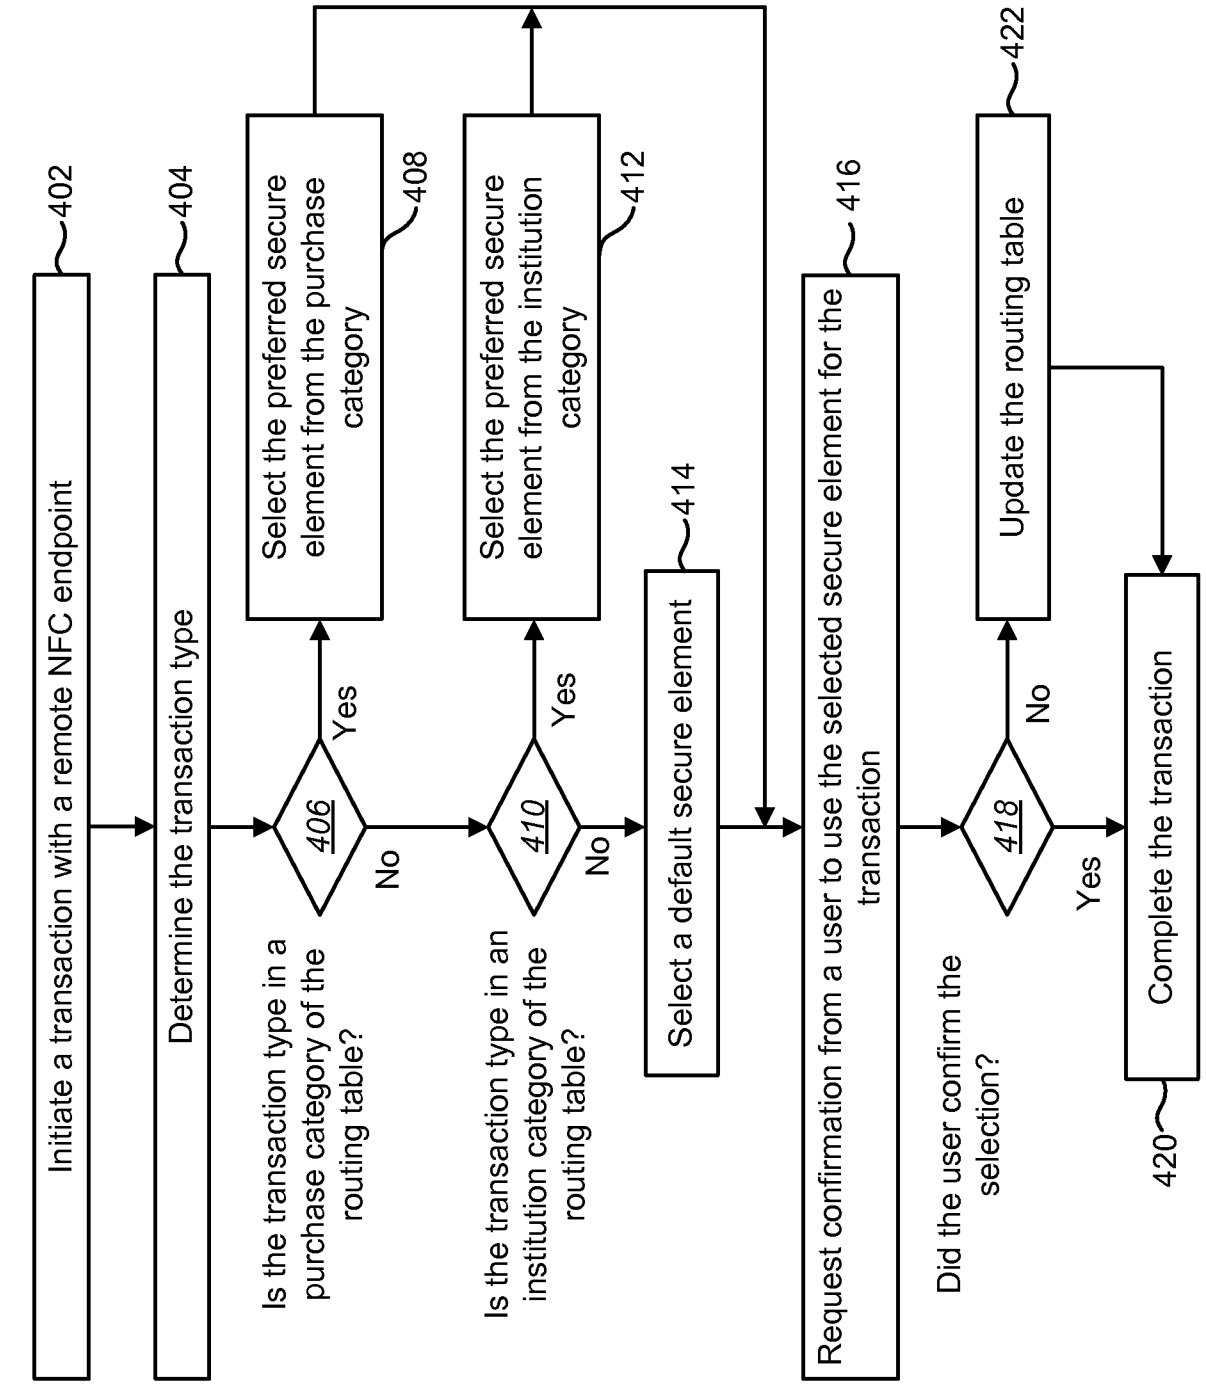 402
Initiate a transaction with a remote NFC endpoint
404
Determine the transaction type
Is the transaction type in a
purchase category of the
routing table?
406
Yes
No
Select the preferred secure
element from the purchase
category
408
Is the transaction type in an
institution category of the
routing table?
410
Yes
No
Select the preferred secure
element from the institution
category
412
414
Select a default secure element
416
Request confirmation from a user to use the selected secure element for the
transaction
Did the user confirm the
selection?
418
No
Yes
Update the routing table
422
Complete the transaction
420